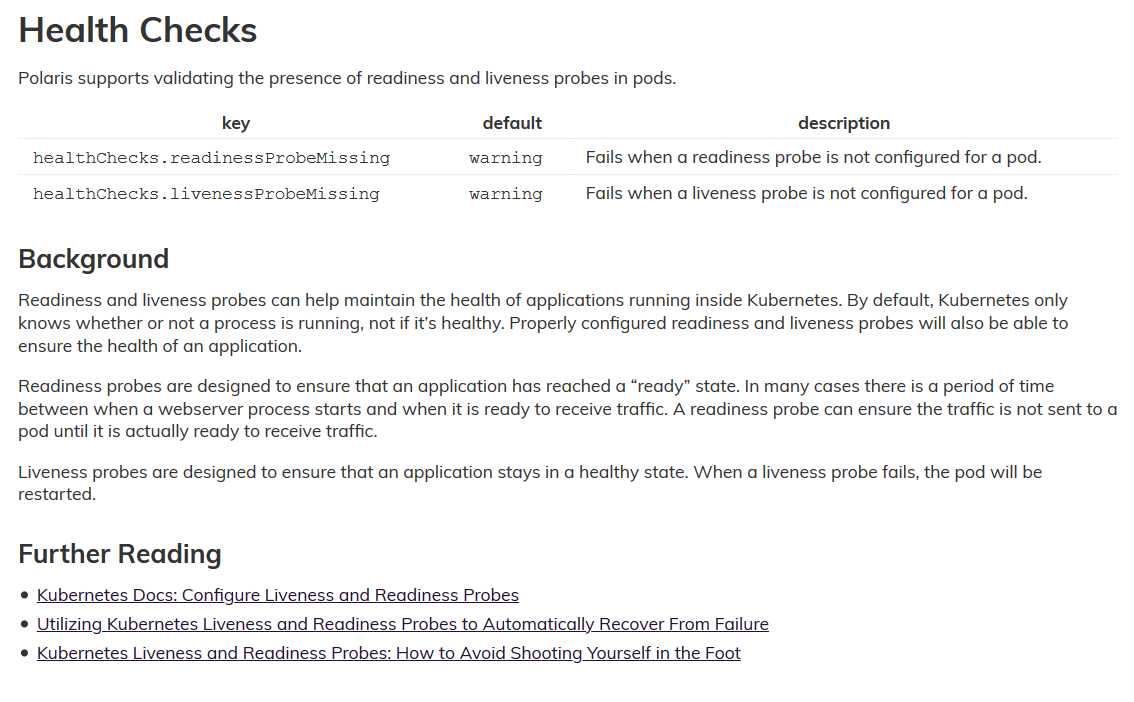 Health Checks
Polaris supports validating the presence of readiness and liveness probes in pods.
key default description
healthChecks.readinessProbeMissing warning Fails when a readiness probe is not configured for a pod.
healthChecks.livenessProbeMissing warning Fails when a liveness probe is not configured for a pod.
Background
Readiness and liveness probes can help maintain the health of applications running inside Kubernetes. By default, Kubernetes only
knows whether or not a process is running, not if it’s healthy. Properly configured readiness and liveness probes will also be able to
ensure the health of an application.
Readiness probes are designed to ensure that an application has reached a “ready” state. In many cases there is a period of time
between when a webserver process starts and when it is ready to receive traffic. A readiness probe can ensure the traffic is not sent to a
pod until it is actually ready to receive traffic.
Liveness probes are designed to ensure that an application stays in a healthy state. When a liveness probe fails, the pod will be
restarted.
Further Reading
• Kubernetes Docs: Configure Liveness and Readiness Probes
• Utilizing Kubernetes Liveness and Readiness Probes to Automatically Recover From Failure
• Kubernetes Liveness and Readiness Probes: How to Avoid Shooting Yourself in the Foot